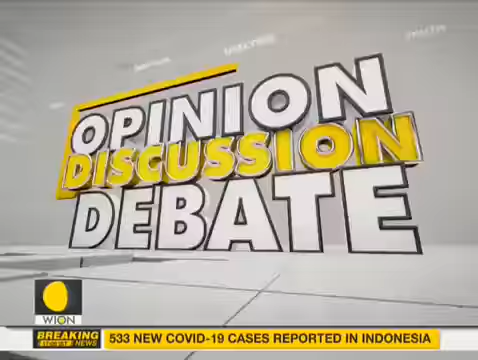 OPINION
DISCUSSION
DEBATE
WION
BREAKING
NEWS
533 NEW COVID-19 CASES REPORTED IN INDONESIA